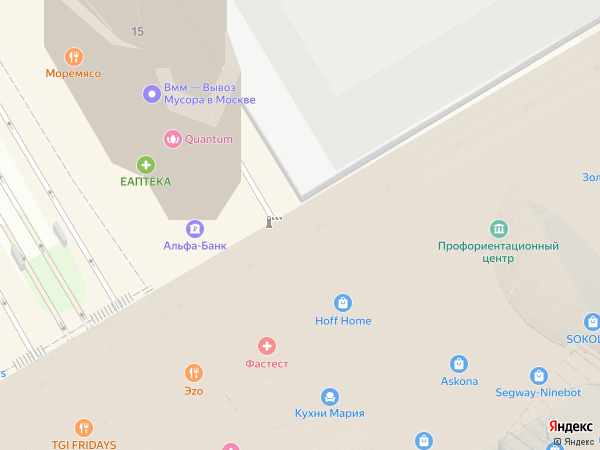 15
Моремясо
Вмм — Вывоз
Мусора в Москве
Quantum
ЕАПТЕКА
Зол
Альфа-Банк
Профориентационный
центр
Hoff Home
SOKOL
Фастест
Эzo
Askona
Segway-Ninebot
Кухни Мария
TGI FRIDAYS
Яндекс
© Яндекс